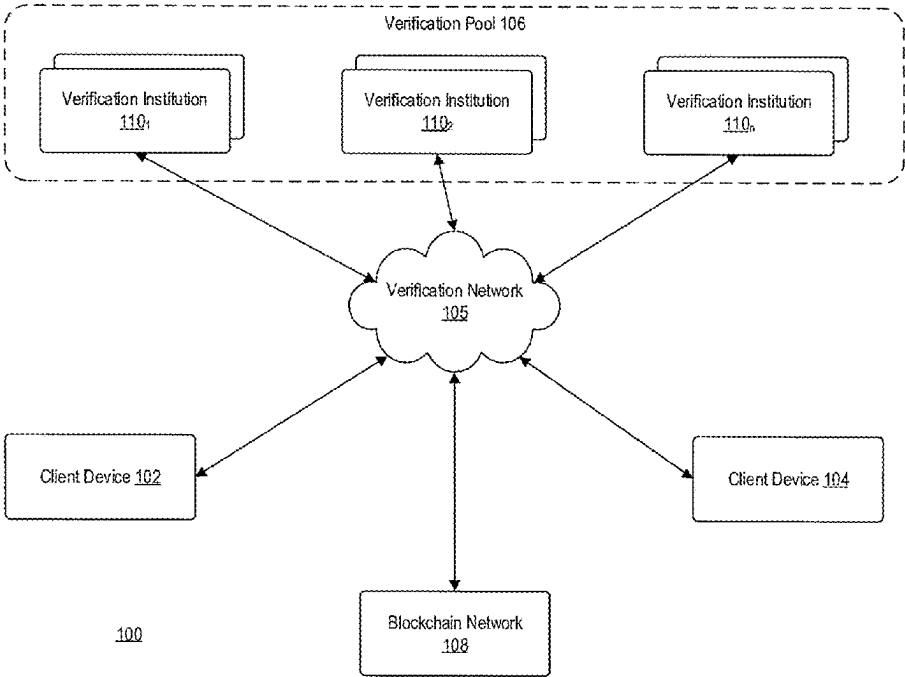 Verification Pool 106
Verification Institution
110₁
Verification Institution
110₂
Verification Institution
110ₙ
Verification Network
105
Client Device 102
Client Device 104
Blockchain Network
108
100